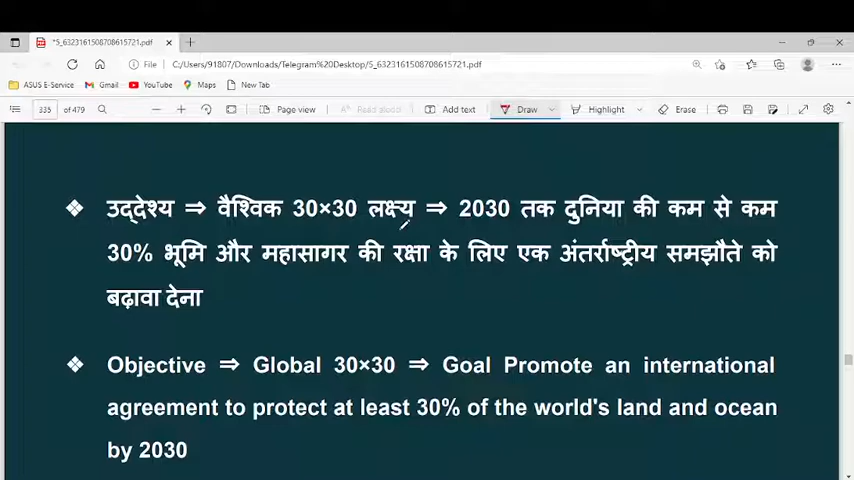 *5_6323161508708615721.pdf
File C:/Users/91807/Downloads/Telegram%20Desktop/5_6323161508708615721.pdf
ASUS E-Service Gmail YouTube Maps New Tab
335 of 479 Page view Read aloud Add text Draw Highlight Erase
❖ उद्देश्य ⇒ वैश्विक 30×30 लक्ष्य ⇒ 2030 तक दुनिया की कम से कम
30% भूमि और महासागर की रक्षा के लिए एक अंतर्राष्ट्रीय समझौते को
बढ़ावा देना
❖ Objective ⇒ Global 30×30 ⇒ Goal Promote an international
agreement to protect at least 30% of the world's land and ocean
by 2030